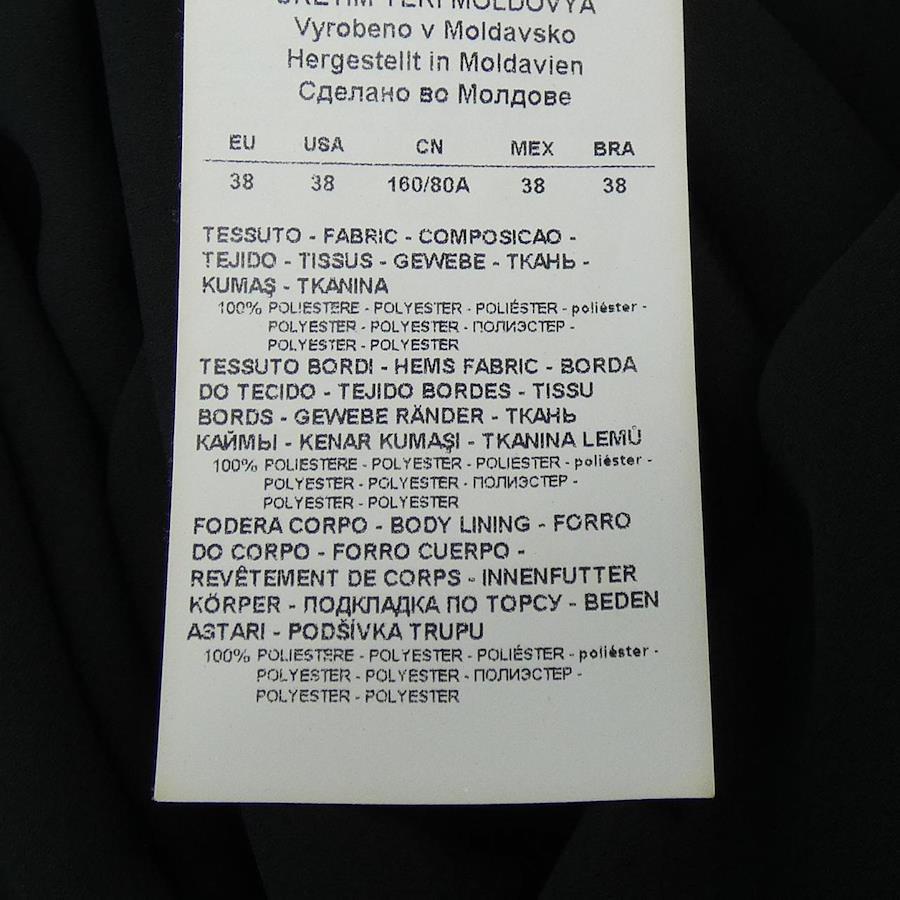 ÜRETİM YERİ MOLDOVYA
Vyrobeno v Moldavsko
Hergestellt in Moldavien
Сделано во Молдове
EU USA CN MEX BRA
38 38 160/80A 38 38
TESSUTO - FABRIC - COMPOSICAO -
TEJIDO - TISSUS - GEWEBE - ТКАНЬ -
KUMAŞ - TKANINA
100% POLIESTERE - POLYESTER - POLIÉSTER - poliéster -
POLYESTER - POLYESTER - ПОЛИЭСТЕР -
POLYESTER - POLYESTER
TESSUTO BORDI - HEMS FABRIC - BORDA
DO TECIDO - TEJIDO BORDES - TISSU
BORDS - GEWEBE RÄNDER - ТКАНЬ
КАЙМЫ - KENAR KUMAŞI - TKANINA LEMŮ
100% POLIESTERE - POLYESTER - POLIÉSTER - poliéster -
POLYESTER - POLYESTER - ПОЛИЭСТЕР -
POLYESTER - POLYESTER
FODERA CORPO - BODY LINING - FORRO
DO CORPO - FORRO CUERPO -
REVÊTEMENT DE CORPS - INNENFUTTER
KÖRPER - ПОДКЛАДКА ПО ТОРСУ - BEDEN
ASTARI - PODŠÍVKA TRUPU
100% POLIESTERE - POLYESTER - POLIÉSTER - poliéster -
POLYESTER - POLYESTER - ПОЛИЭСТЕР -
POLYESTER - POLYESTER